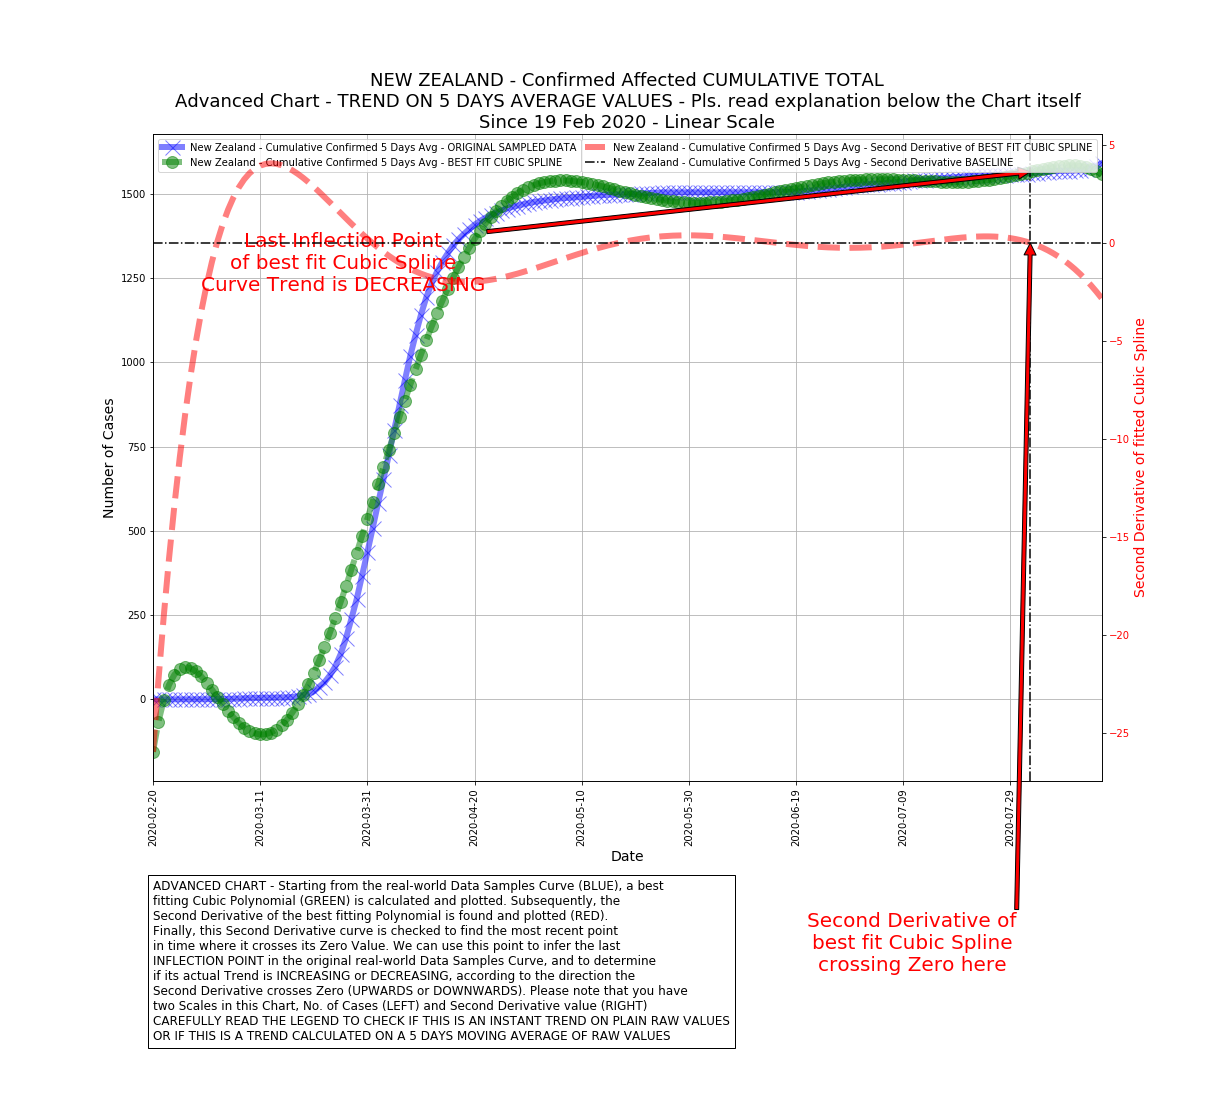 NEW ZEALAND - Confirmed Affected CUMULATIVE TOTAL
Advanced Chart - TREND ON 5 DAYS AVERAGE VALUES - Pls. read explanation below the Chart itself
Since 19 Feb 2020 - Linear Scale
New Zealand - Cumulative Confirmed 5 Days Avg - ORIGINAL SAMPLED DATA
New Zealand - Cumulative Confirmed 5 Days Avg - BEST FIT CUBIC SPLINE
New Zealand - Cumulative Confirmed 5 Days Avg - Second Derivative of BEST FIT CUBIC SPLINE
New Zealand - Cumulative Confirmed 5 Days Avg - Second Derivative BASELINE
Last Inflection Point
of best fit Cubic Spline
Curve Trend is DECREASING
Number of Cases
1500
1250
1000
750
500
250
0
5
0
−5
−10
−15
−20
−25
Second Derivative of fitted Cubic Spline
2020-02-20
2020-03-11
2020-03-31
2020-04-20
2020-05-10
2020-05-30
2020-06-19
2020-07-09
2020-07-29
Date
ADVANCED CHART - Starting from the real-world Data Samples Curve (BLUE), a best
fitting Cubic Polynomial (GREEN) is calculated and plotted. Subsequently, the
Second Derivative of the best fitting Polynomial is found and plotted (RED).
Finally, this Second Derivative curve is checked to find the most recent point
in time where it crosses its Zero Value. We can use this point to infer the last
INFLECTION POINT in the original real-world Data Samples Curve, and to determine
if its actual Trend is INCREASING or DECREASING, according to the direction the
Second Derivative crosses Zero (UPWARDS or DOWNWARDS). Please note that you have
two Scales in this Chart, No. of Cases (LEFT) and Second Derivative value (RIGHT)
CAREFULLY READ THE LEGEND TO CHECK IF THIS IS AN INSTANT TREND ON PLAIN RAW VALUES
OR IF THIS IS A TREND CALCULATED ON A 5 DAYS MOVING AVERAGE OF RAW VALUES
Second Derivative of
best fit Cubic Spline
crossing Zero here